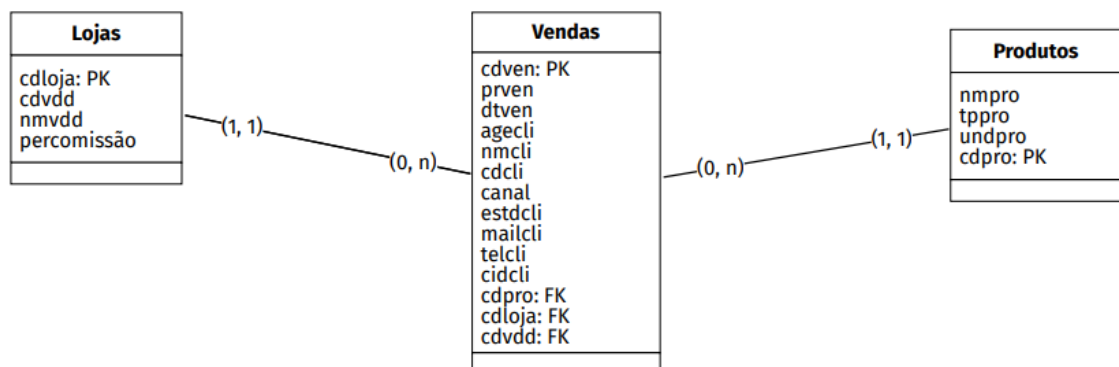 Lojas
cdloja: PK
cdvdd
nmvdd
percomissão
(1, 1)
(0, n)
Vendas
cdven: PK
prven
dtven
agecli
nmcli
cdcli
canal
estdcli
mailcli
telcli
cidcli
cdpro: FK
cdloja: FK
cdvdd: FK
(0, n)
(1, 1)
Produtos
nmpro
tppro
undpro
cdpro: PK